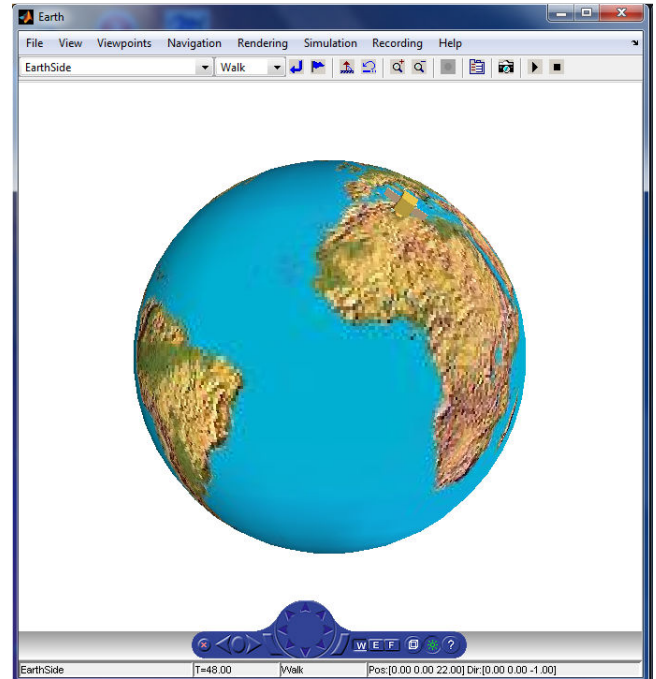 Earth
File View Viewpoints Navigation Rendering Simulation Recording Help
EarthSide Walk
W E F ?
EarthSide T=48.00 Walk Pos:[0.00 0.00 22.00] Dir:[0.00 0.00 -1.00]